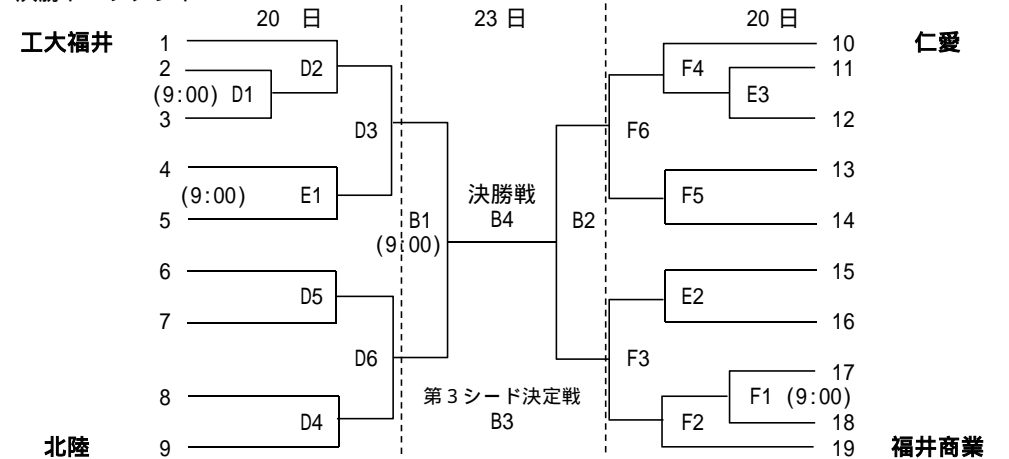 20 日 23 日 20 日
工大福井 1 10 仁愛
2 D2 F4 11
(9:00) D1 E3
3 12
D3 F6
4 13
(9:00) E1 決勝戦 F5
5 B1 B4 B2 14
(9:00)
6 15
D5 E2
7 16
D6 F3
17
8 第3シード決定戦 F1 (9:00)
D4 B3 F2 18
北陸 9 19 福井商業